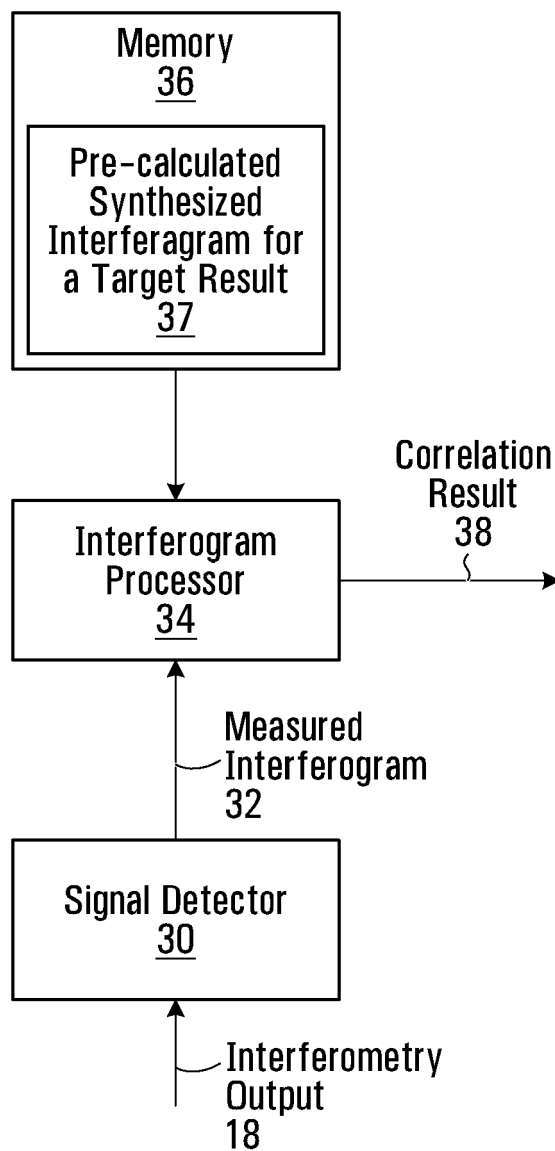 Memory
36
Pre-calculated
Synthesized
Interferagram for
a Target Result
37
Correlation
Result
38
Interferogram
Processor
34
Measured
Interferogram
32
Signal Detector
30
Interferometry
Output
18